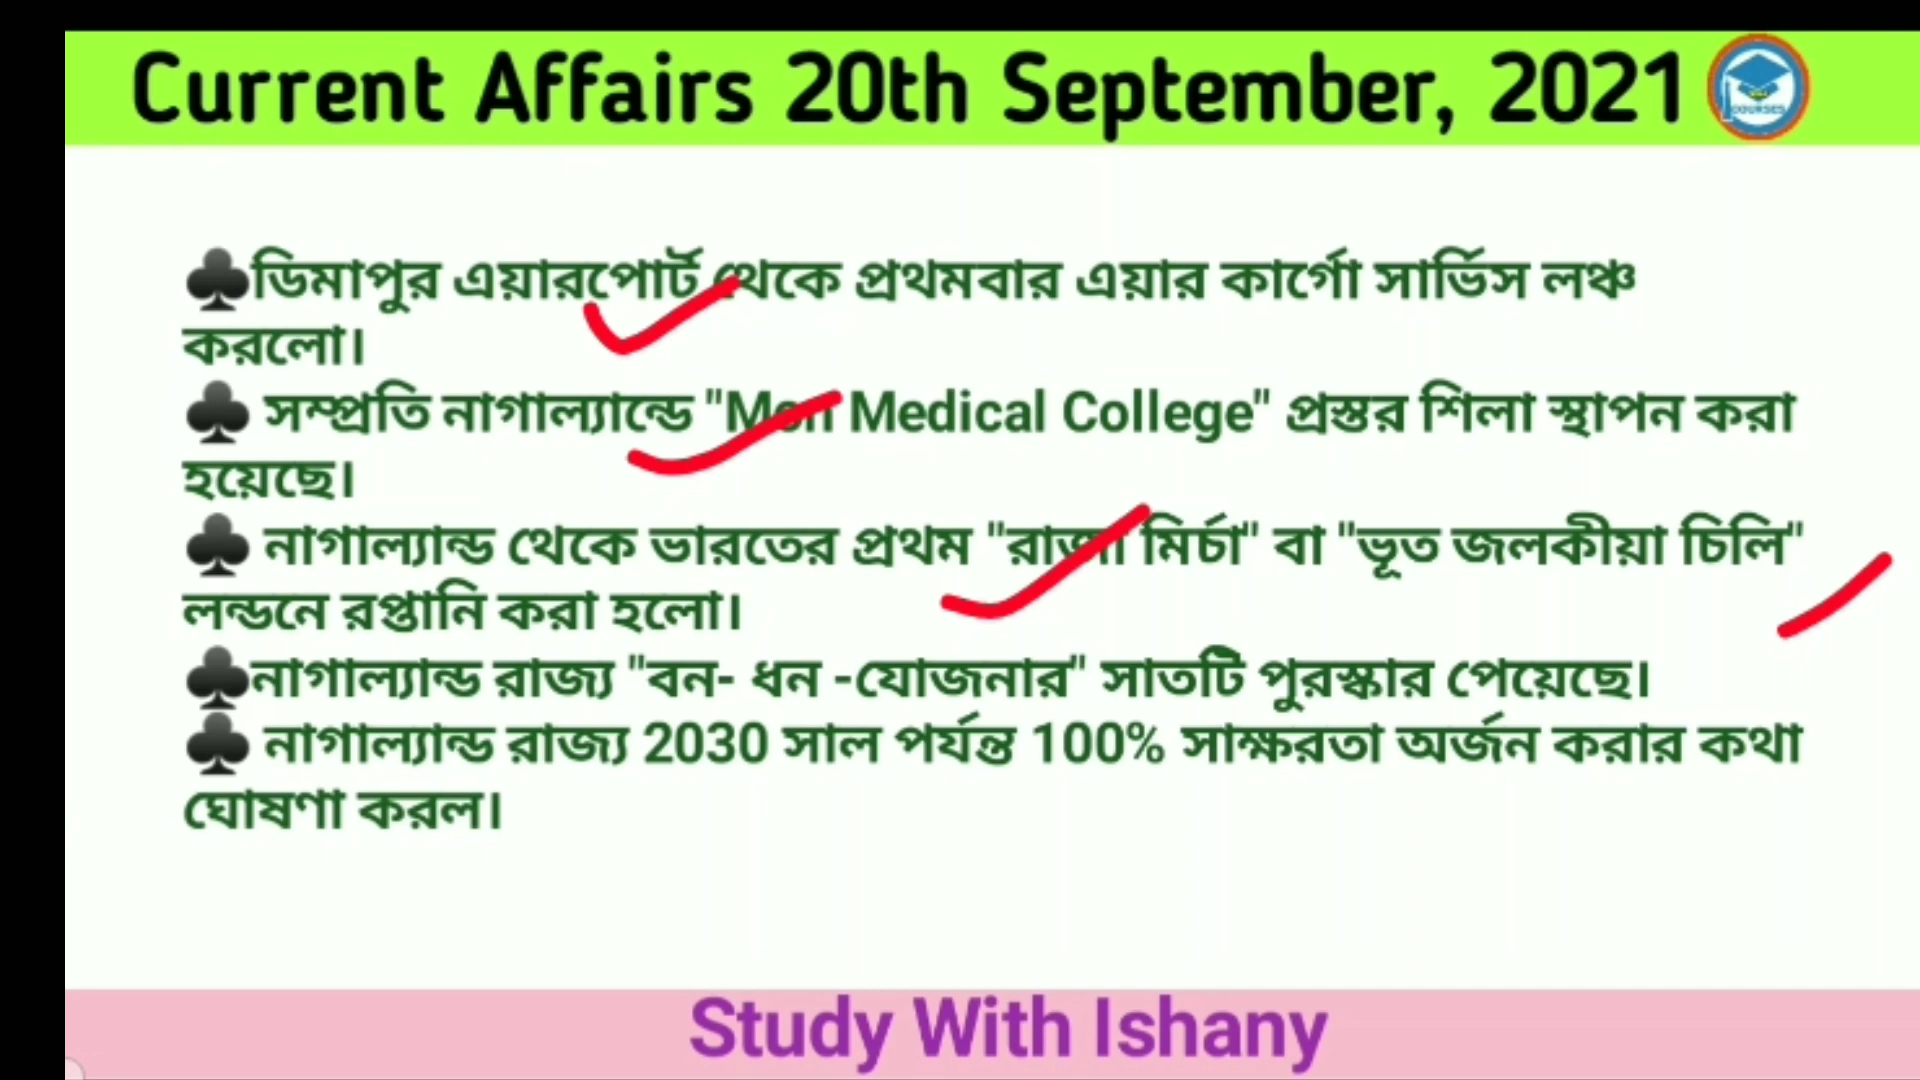 Current Affairs 20th September, 2021
COURSES
♣ডিমাপুর এয়ারপোর্ট থেকে প্রথমবার এয়ার কার্গো সার্ভিস লঞ্চ
করলো।
♣ সম্প্রতি নাগাল্যান্ডে "Mon Medical College" প্রস্তর শিলা স্থাপন করা
হয়েছে।
♣ নাগাল্যান্ড থেকে ভারতের প্রথম "রাজা মির্চা" বা "ভূত জলকীয়া চিলি"
লন্ডনে রপ্তানি করা হলো।
♣নাগাল্যান্ড রাজ্য "বন- ধন -যোজনার" সাতটি পুরস্কার পেয়েছে।
♣ নাগাল্যান্ড রাজ্য 2030 সাল পর্যন্ত 100% সাক্ষরতা অর্জন করার কথা
ঘোষণা করল।
Study With Ishany